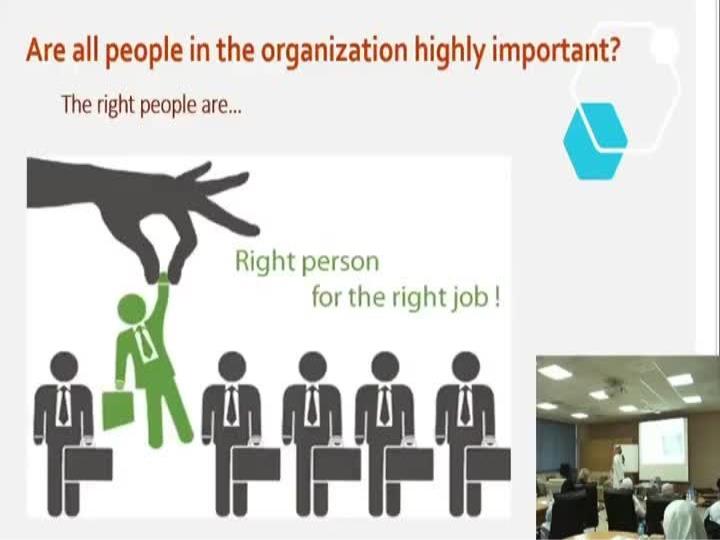 Are all people in the organization highly important?
The right people are...
Right person
for the right job !